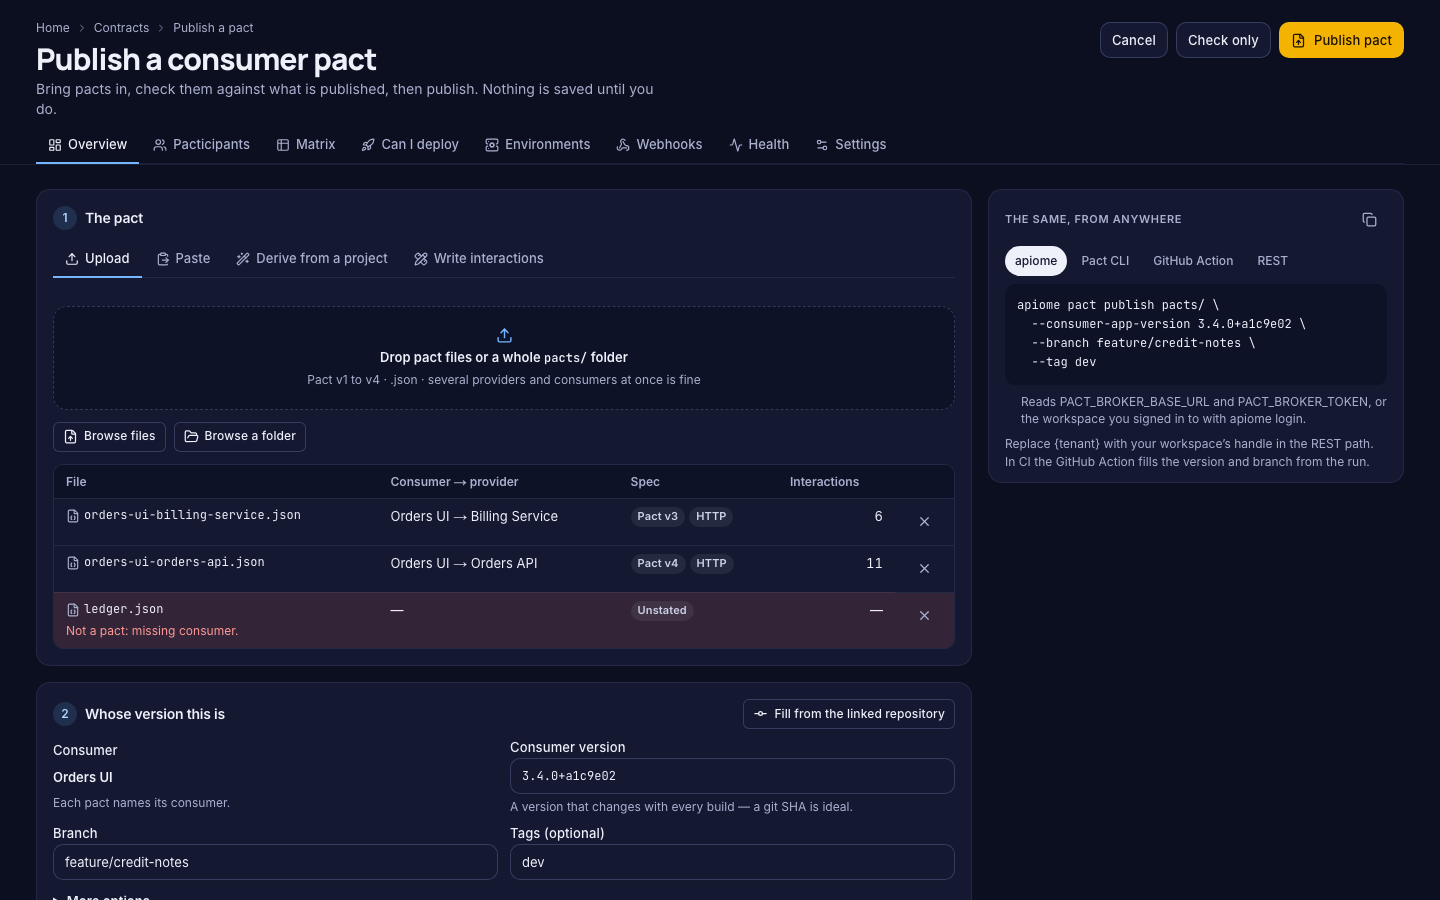 Home > Contracts > Publish a pact
Publish a consumer pact
Bring pacts in, check them against what is published, then publish. Nothing is saved until you
do.
Cancel
Check only
Publish pact
Overview
Pacticipants
Matrix
Can I deploy
Environments
Webhooks
Health
Settings
1 The pact
Upload
Paste
Derive from a project
Write interactions
Drop pact files or a whole pacts/ folder
Pact v1 to v4 · .json · several providers and consumers at once is fine
Browse files
Browse a folder
File Consumer → provider Spec Interactions
orders-ui-billing-service.json Orders UI → Billing Service Pact v3 HTTP 6
orders-ui-orders-api.json Orders UI → Orders API Pact v4 HTTP 11
ledger.json — Unstated —
Not a pact: missing consumer.
2 Whose version this is
Fill from the linked repository
Consumer
Orders UI
Each pact names its consumer.
Consumer version
3.4.0+a1c9e02
A version that changes with every build — a git SHA is ideal.
Branch
feature/credit-notes
Tags (optional)
dev
More options
THE SAME, FROM ANYWHERE
apiome
Pact CLI
GitHub Action
REST
apiome pact publish pacts/ \
--consumer-app-version 3.4.0+a1c9e02 \
--branch feature/credit-notes \
--tag dev
Reads PACT_BROKER_BASE_URL and PACT_BROKER_TOKEN, or
the workspace you signed in to with apiome login.
Replace {tenant} with your workspace’s handle in the REST path.
In CI the GitHub Action fills the version and branch from the run.